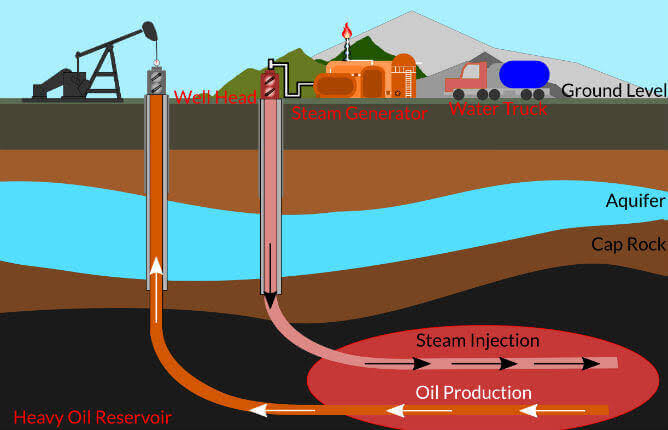 Ground Level
Well Head
Steam Generator
Water Truck
Aquifer
Cap Rock
Steam Injection
Oil Production
Heavy Oil Reservoir